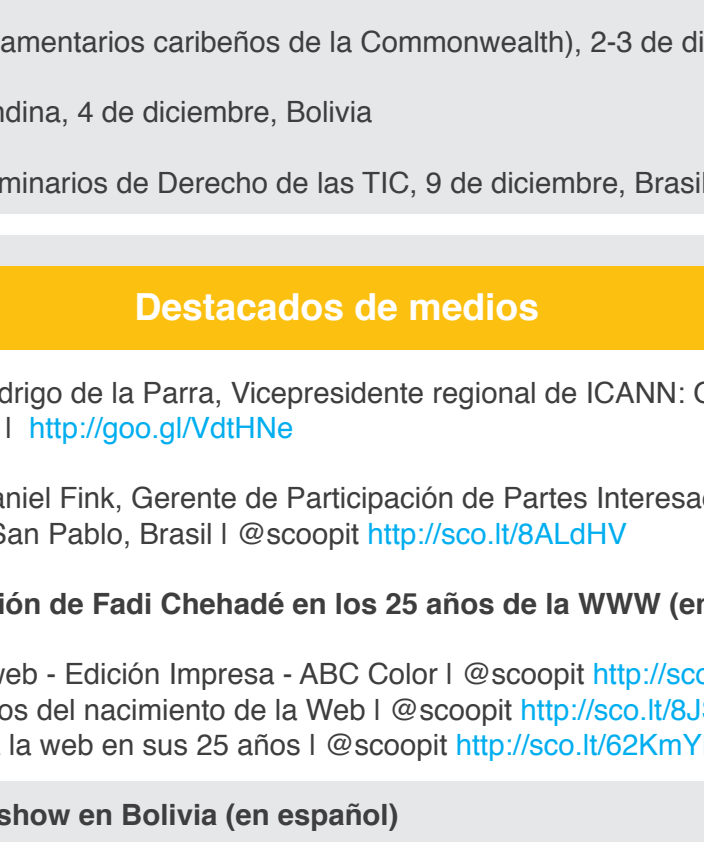 amentarios caribeños de la Commonwealth), 2-3 de di
ndina, 4 de diciembre, Bolivia
minarios de Derecho de las TIC, 9 de diciembre, Brasil
Destacados de medios
drigo de la Parra, Vicepresidente regional de ICANN:
l http://goo.gl/VdtHNe
aniel Fink, Gerente de Participación de Partes Interesa
San Pablo, Brasil l @scoopit http://sco.lt/8ALdHV
ión de Fadi Chehadé en los 25 años de la WWW (en
web - Edición Impresa - ABC Color l @scoopit http://sco
os del nacimiento de la Web l @scoopit http://sco.lt/8J
la web en sus 25 años l @scoopit http://sco.lt/62KmY
show en Bolivia (en español)